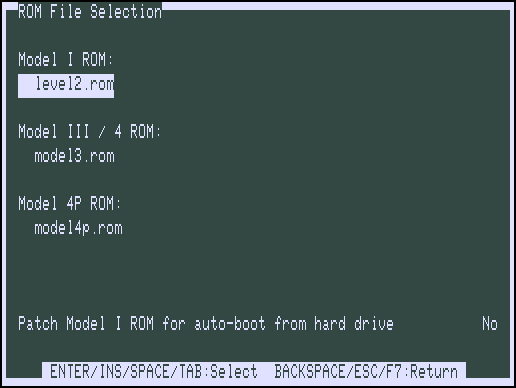 ROM File Selection
Model I ROM:
level2.rom
Model III / 4 ROM:
model3.rom
Model 4P ROM:
model4p.rom
Patch Model I ROM for auto-boot from hard drive No
ENTER/INS/SPACE/TAB:Select BACKSPACE/ESC/F7:Return